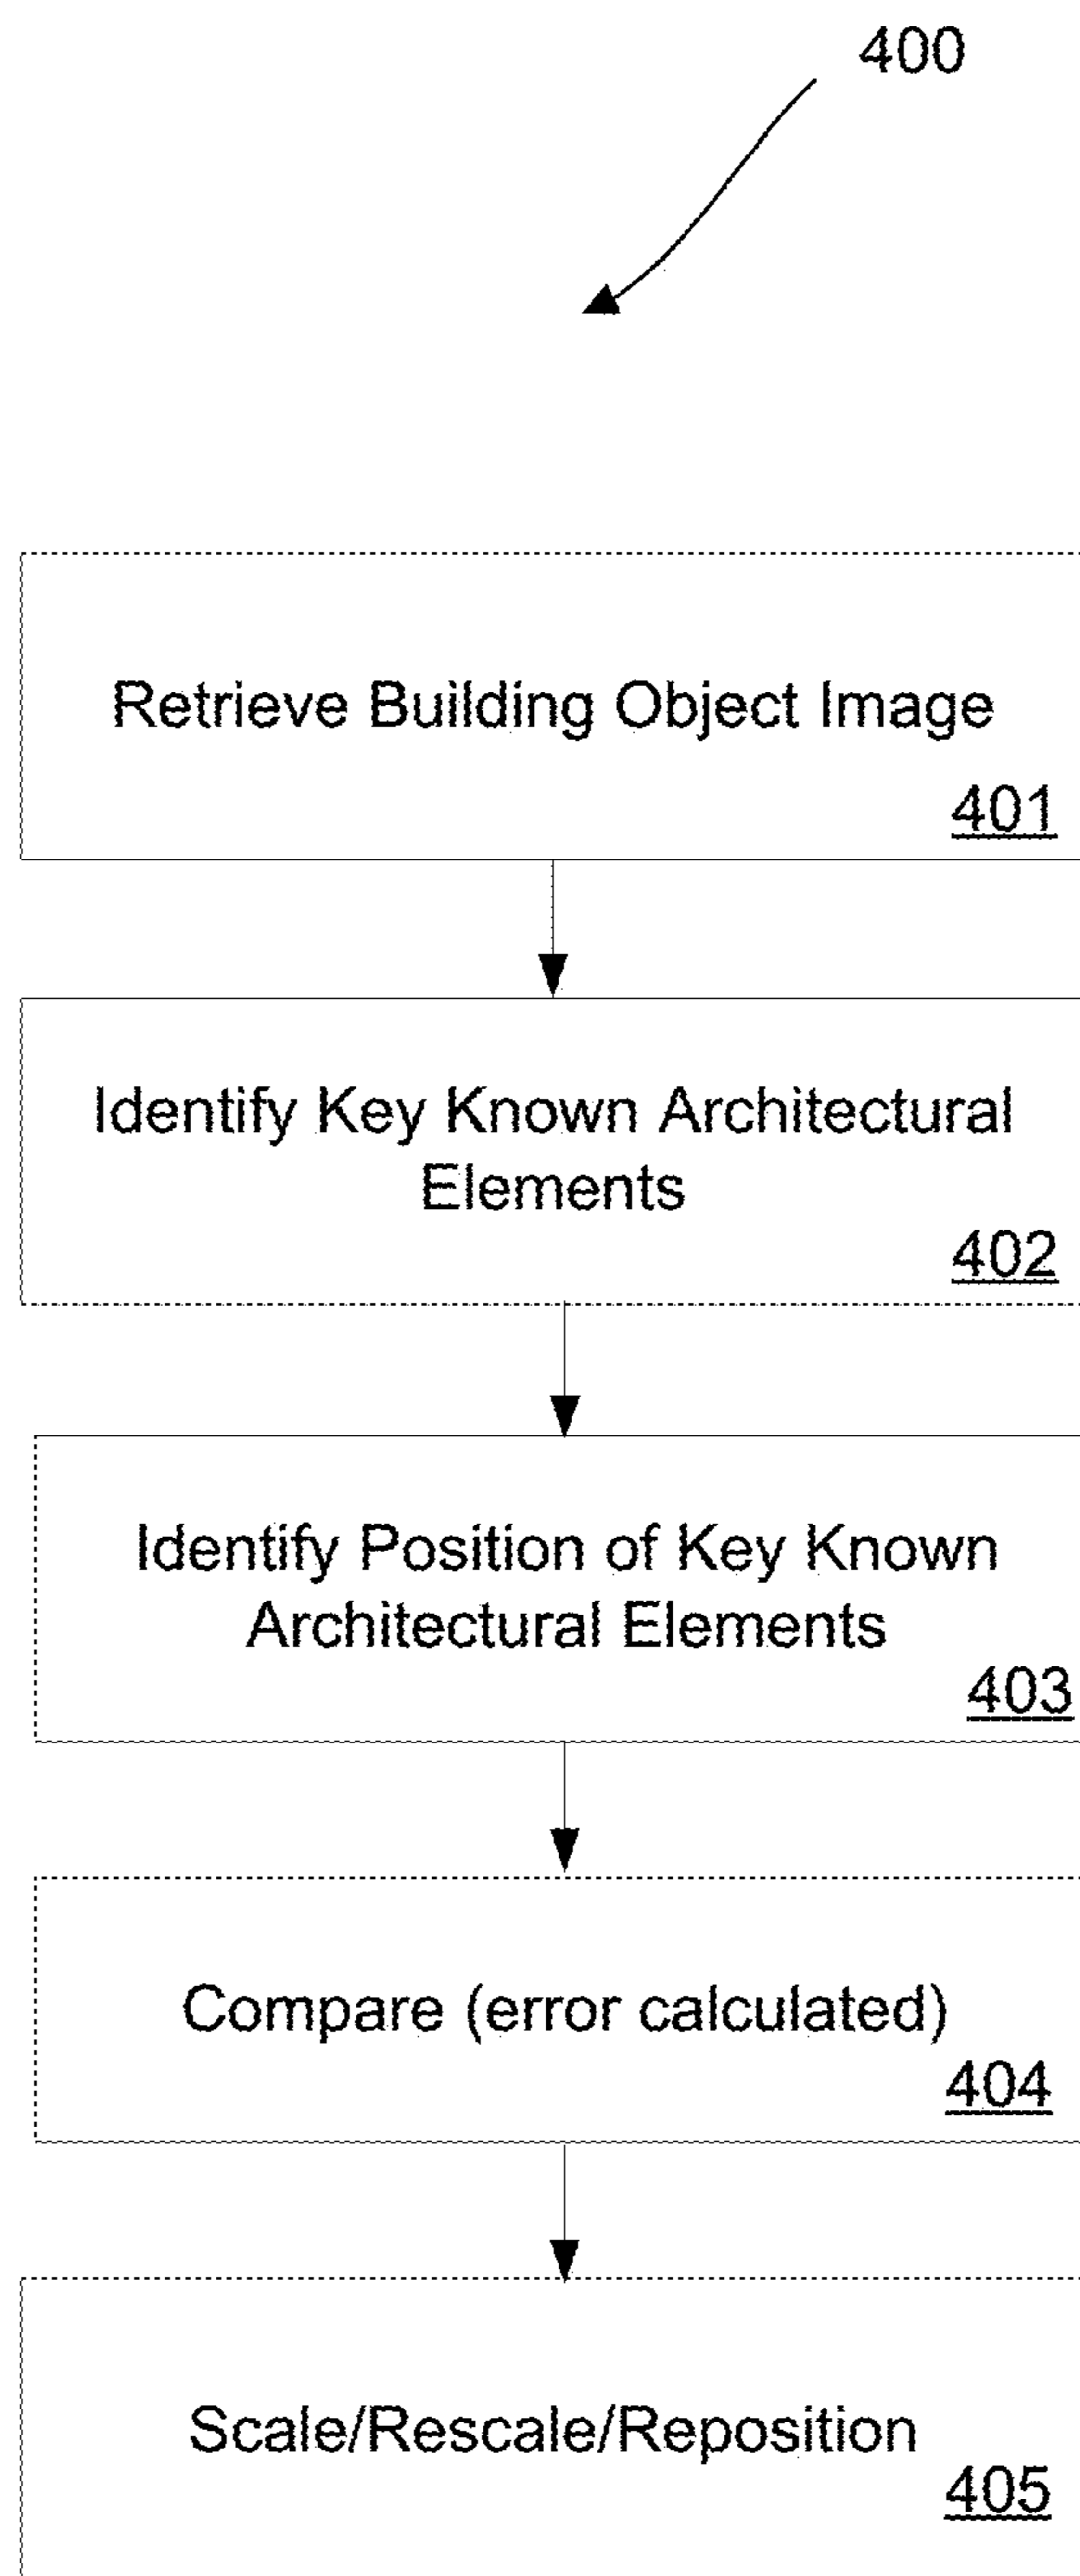 400
Retrieve Building Object Image
401
Identify Key Known Architectural
Elements
402
Identify Position of Key Known
Architectural Elements
403
Compare (error calculated)
404
Scale/Rescale/Reposition
405